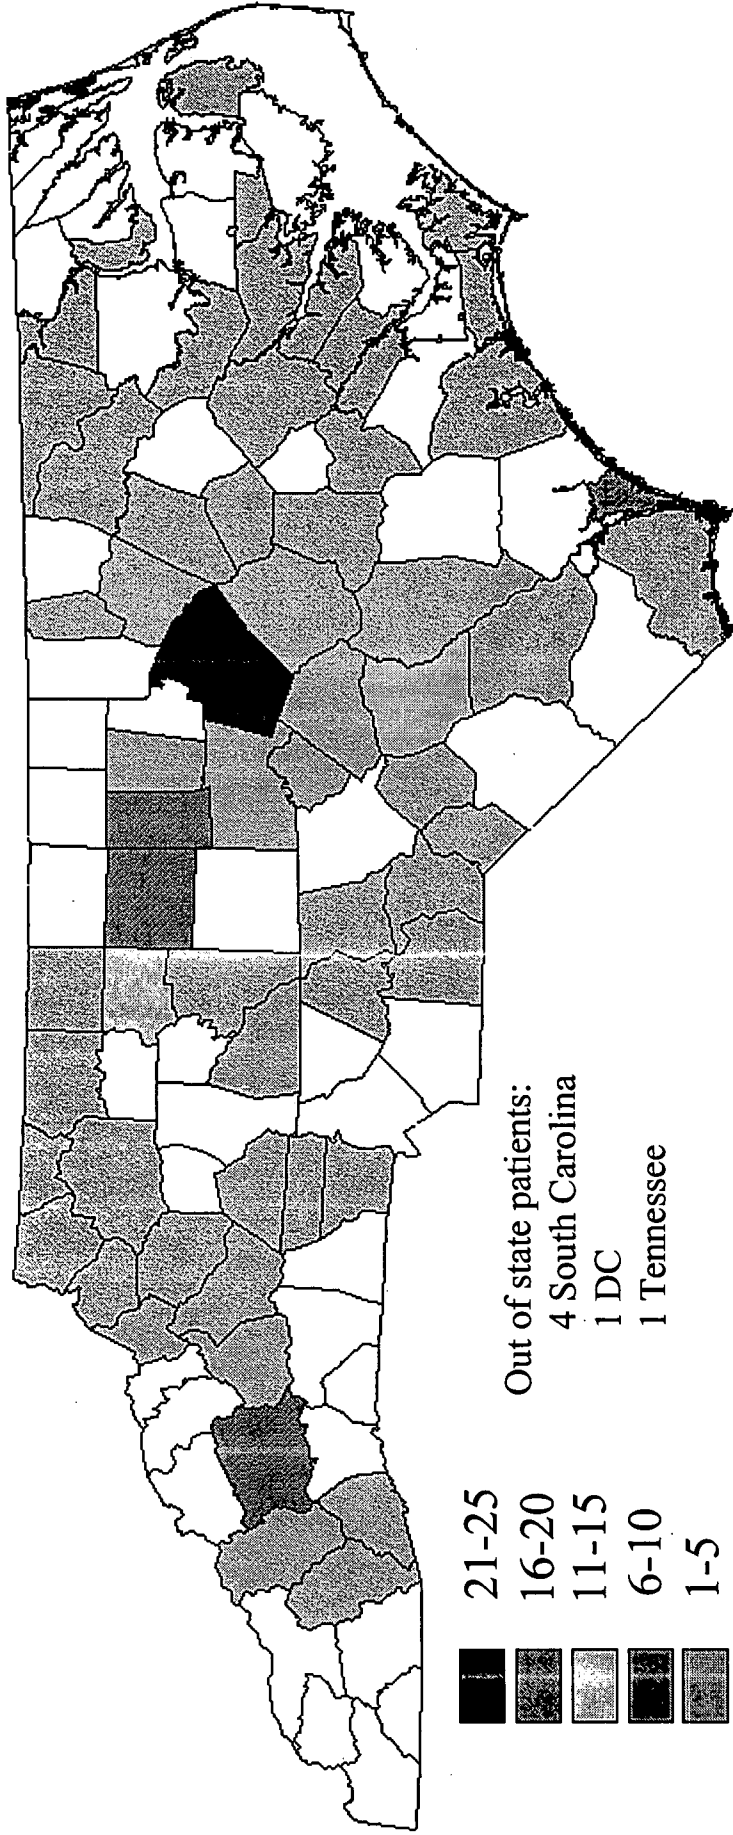 21-25
16-20
11-15
6-10
1-5
Out of state patients:
4 South Carolina
1 DC
1 Tennessee